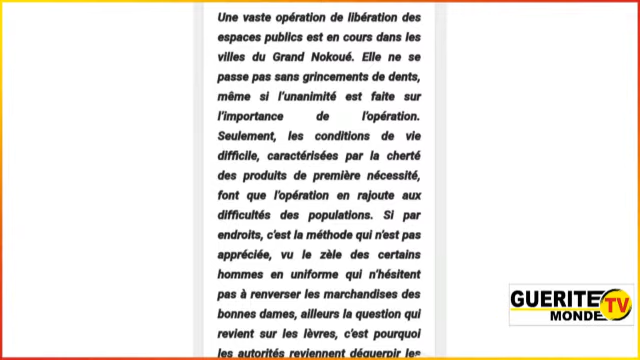 Une vaste opération de libération des
espaces publics est en cours dans les
villes du Grand Nokoué. Elle ne se
passe pas sans grincements de dents,
même si l'unanimité est faite sur
l'importance de l'opération.
Seulement, les conditions de vie
difficile, caractérisées par la cherté
des produits de première nécessité,
font que l'opération en rajoute aux
difficultés des populations. Si par
endroits, c'est la méthode qui n'est pas
appréciée, vu le zèle des certains
hommes en uniforme qui n'hésitent
pas à renverser les marchandises des
bonnes dames, ailleurs la question qui
revient sur les lèvres, c'est pourquoi
les autorités reviennent déguerpir les
GUERITE
TV
MONDE